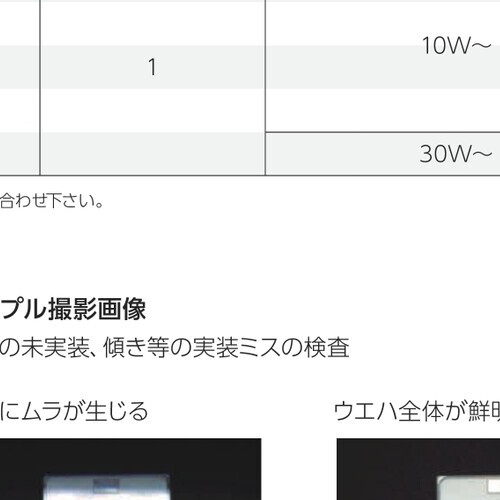 10W～
1
30W～
合わせ下さい。
プル撮影画像
の未実装、傾き等の実装ミスの検査
にムラが生じる
ウエハ全体が鮮明